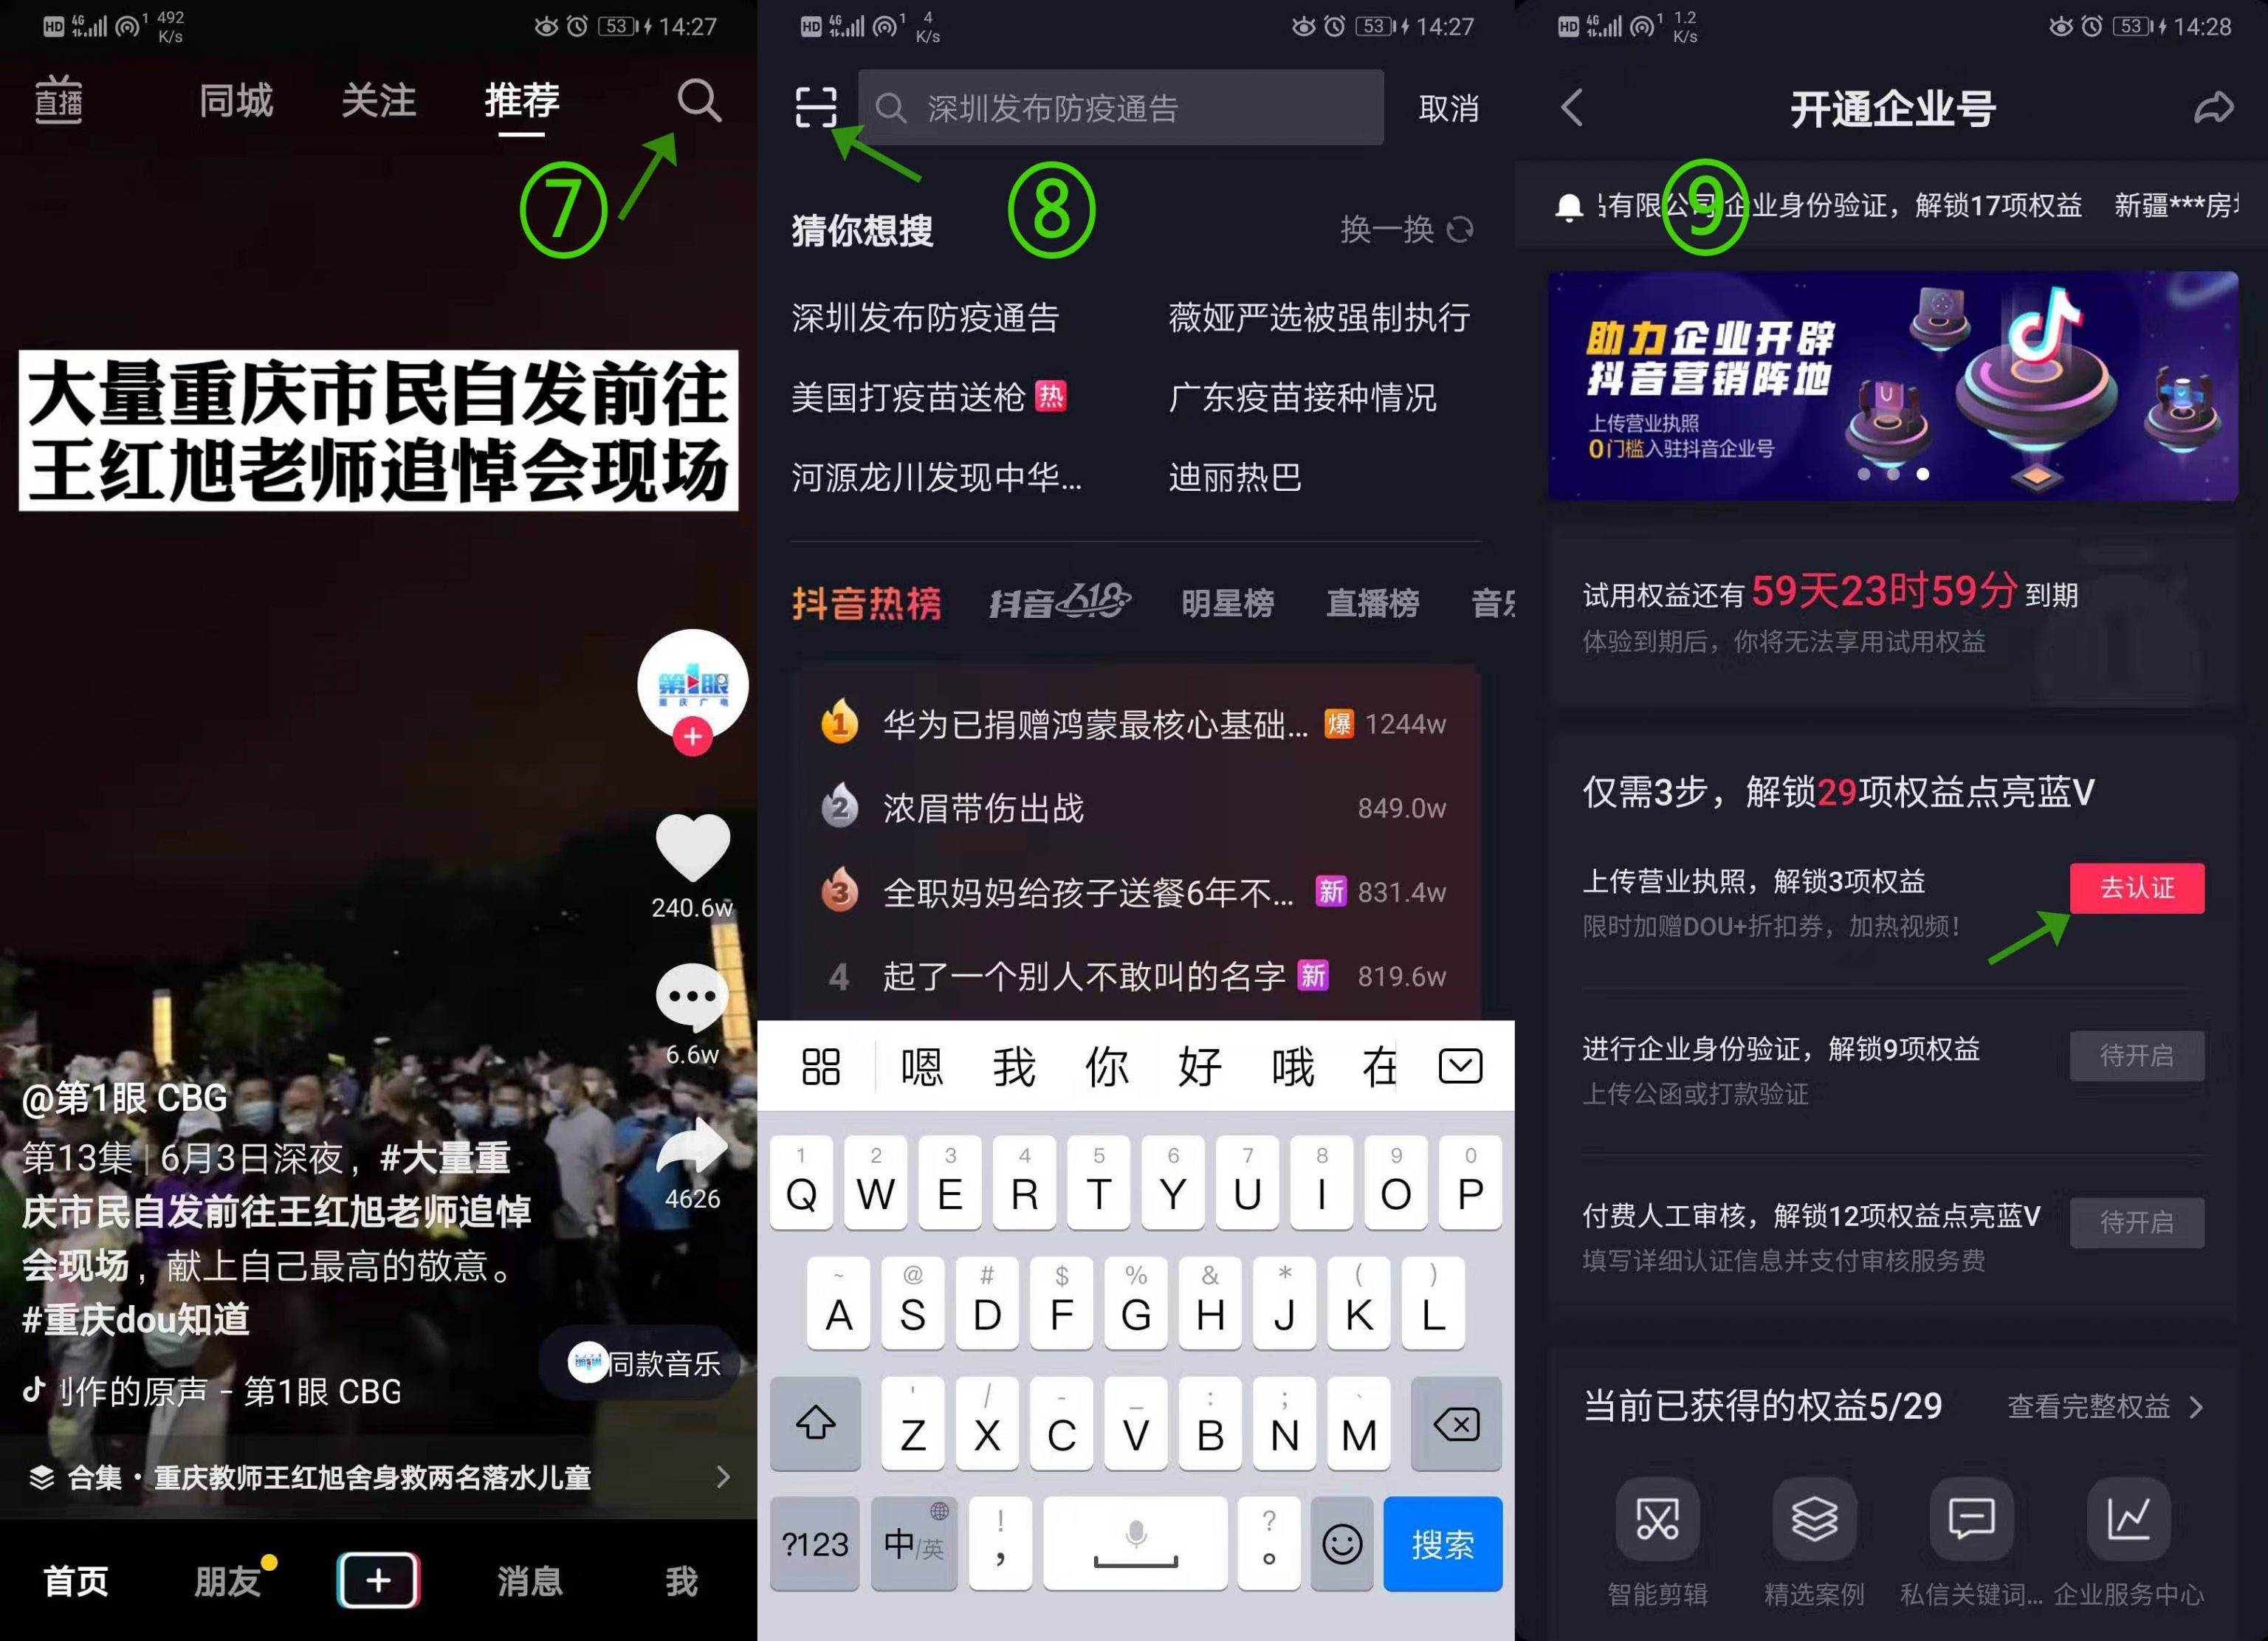 HD 4G 1 492 K/s 53 14:27
直播 同城 关注 推荐
⑦
大量重庆市民自发前往
王红旭老师追悼会现场
第1眼
重庆广电
240.6w
6.6w
4626
@第1眼 CBG
第13集 | 6月3日深夜，#大量重
庆市民自发前往王红旭老师追悼
会现场，献上自己最高的敬意。
#重庆dou知道
同款音乐
作的原声 - 第1眼 CBG
合集·重庆教师王红旭舍身救两名落水儿童
首页 朋友 消息 我
HD 4G 1 4 K/s 53 14:27
深圳发布防疫通告 取消
⑧
猜你想搜 换一换
深圳发布防疫通告 薇娅严选被强制执行
美国打疫苗送枪 热 广东疫苗接种情况
河源龙川发现中华... 迪丽热巴
抖音热榜 抖音618 明星榜 直播榜 音
1 华为已捐赠鸿蒙最核心基础... 爆 1244w
2 浓眉带伤出战 849.0w
3 全职妈妈给孩子送餐6年不... 新 831.4w
4 起了一个别人不敢叫的名字 新 819.6w
嗯 我 你 好 哦 在
1 2 3 4 5 6 7 8 9 0
Q W E R T Y U I O P
~ @ # $ % & * ( )
A S D F G H J K L
' / - _ : ; 、
Z X C V B N M
?123 中/英 ！ ， ？ 。 搜索
HD 4G 1 1.2 K/s 53 14:28
开通企业号
⑨
有限公司企业身份验证，解锁17项权益 新疆***房
助力企业开辟
抖音营销阵地
上传营业执照
0门槛入驻抖音企业号
试用权益还有 59天23时59分 到期
体验到期后，你将无法享用试用权益
仅需3步，解锁29项权益点亮蓝V
上传营业执照，解锁3项权益 去认证
限时加赠DOU+折扣券，加热视频！
进行企业身份验证，解锁9项权益 待开启
上传公函或打款验证
付费人工审核，解锁12项权益点亮蓝V 待开启
填写详细认证信息并支付审核服务费
当前已获得的权益5/29 查看完整权益
智能剪辑 精选案例 私信关键词... 企业服务中心